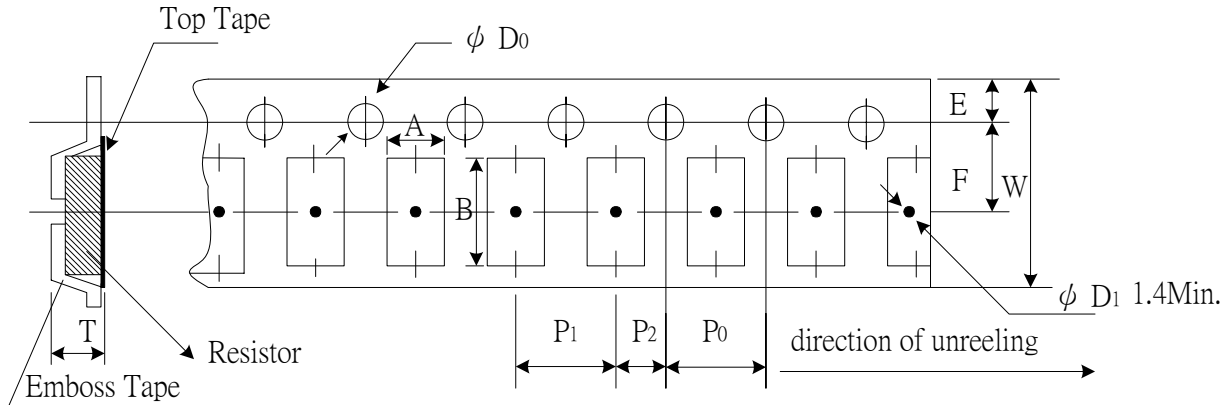 Top Tape
ϕ D0
E
A
F
W
B
ϕ D1 1.4Min.
T
P1
P2
P0
direction of unreeling
Resistor
Emboss Tape